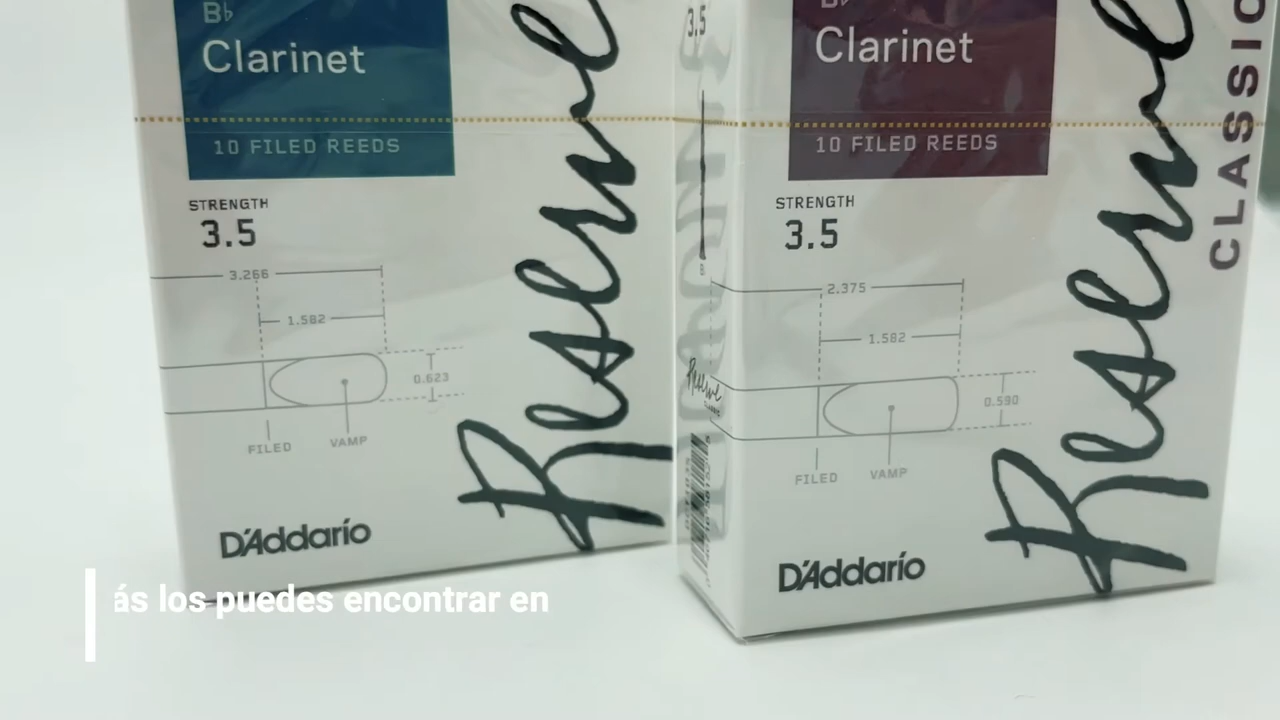 B♭
Clarinet
10 FILED REEDS
STRENGTH
3.5
3.266
1.582
0.623
FILED
VAMP
D'Addario
Reserve
3.5
Reserve
CLASSIC
B♭
Clarinet
10 FILED REEDS
STRENGTH
3.5
2.375
1.582
0.590
FILED
VAMP
D'Addario
Reserve
CLASSIC
ás los puedes encontrar en